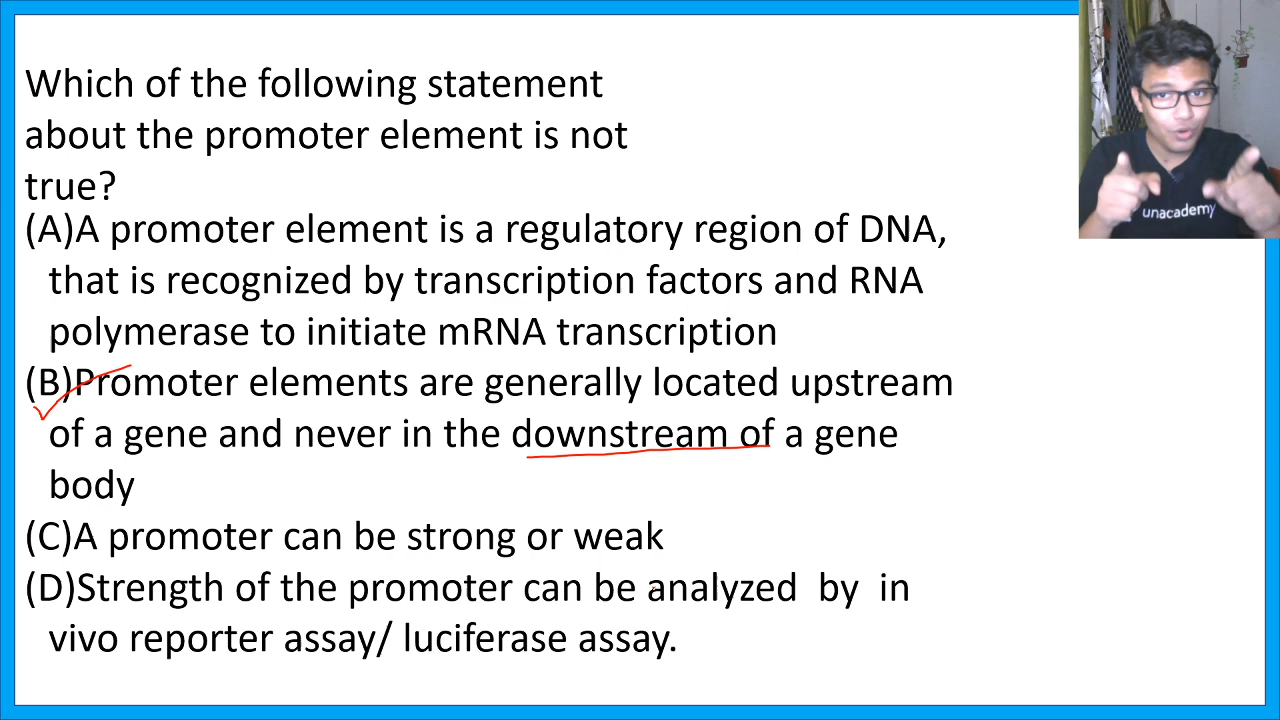 Which of the following statement
about the promoter element is not
true?
(A)A promoter element is a regulatory region of DNA,
that is recognized by transcription factors and RNA
polymerase to initiate mRNA transcription
(B)Promoter elements are generally located upstream
of a gene and never in the downstream of a gene
body
(C)A promoter can be strong or weak
(D)Strength of the promoter can be analyzed by in
vivo reporter assay/ luciferase assay.
unacademy